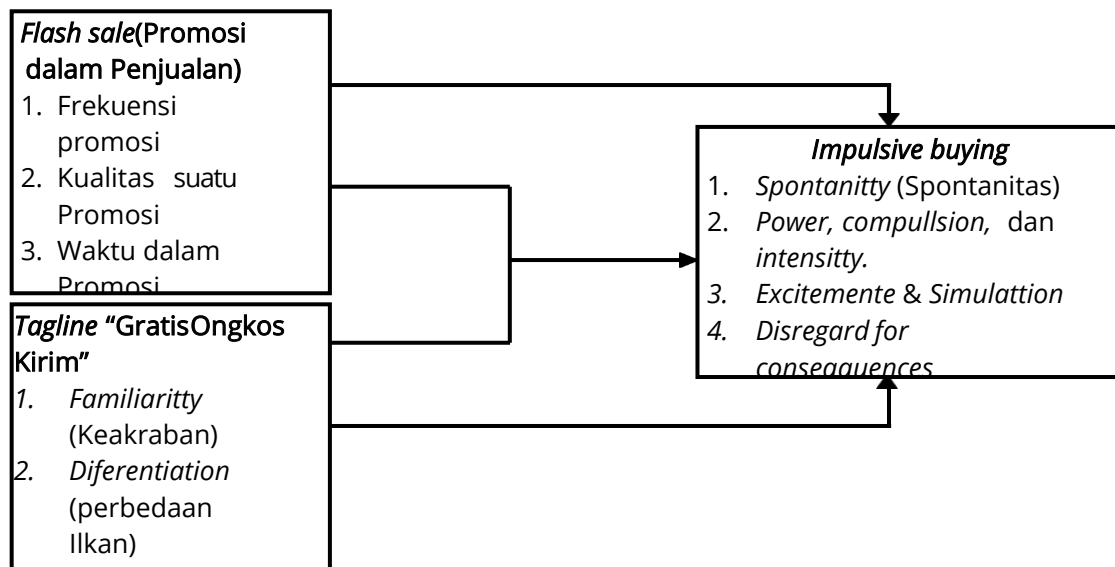 Flash sale(Promosi
dalam Penjualan)
1. Frekuensi
promosi
2. Kualitas suatu
Promosi
3. Waktu dalam
Promosi
Tagline “GratisOngkos
Kirim”
1. Familiaritty
(Keakraban)
2. Diferentiation
(perbedaan
Ilkan)
Impulsive buying
1. Spontanitty (Spontanitas)
2. Power, compullsion, dan
intensitty.
3. Excitemente & Simulattion
4. Disregard for
conseqquences